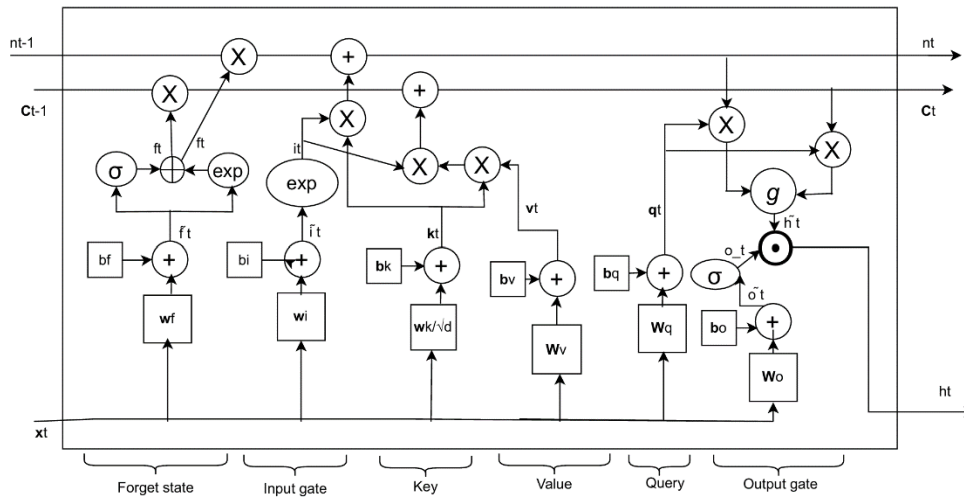 nt-1
nt
X
+
Ct-1
Ct
X
+
X
X
ft
ft
it
X
σ
exp
exp
X
X
g
vt
qt
f̃t
ĩt
kt
h̃t
o_t
bf
+
bi
+
bk
+
bv
+
bq
+
σ
õt
bo
+
wf
wi
wk/√d
Wv
Wq
Wo
ht
xt
Forget state
Input gate
Key
Value
Query
Output gate